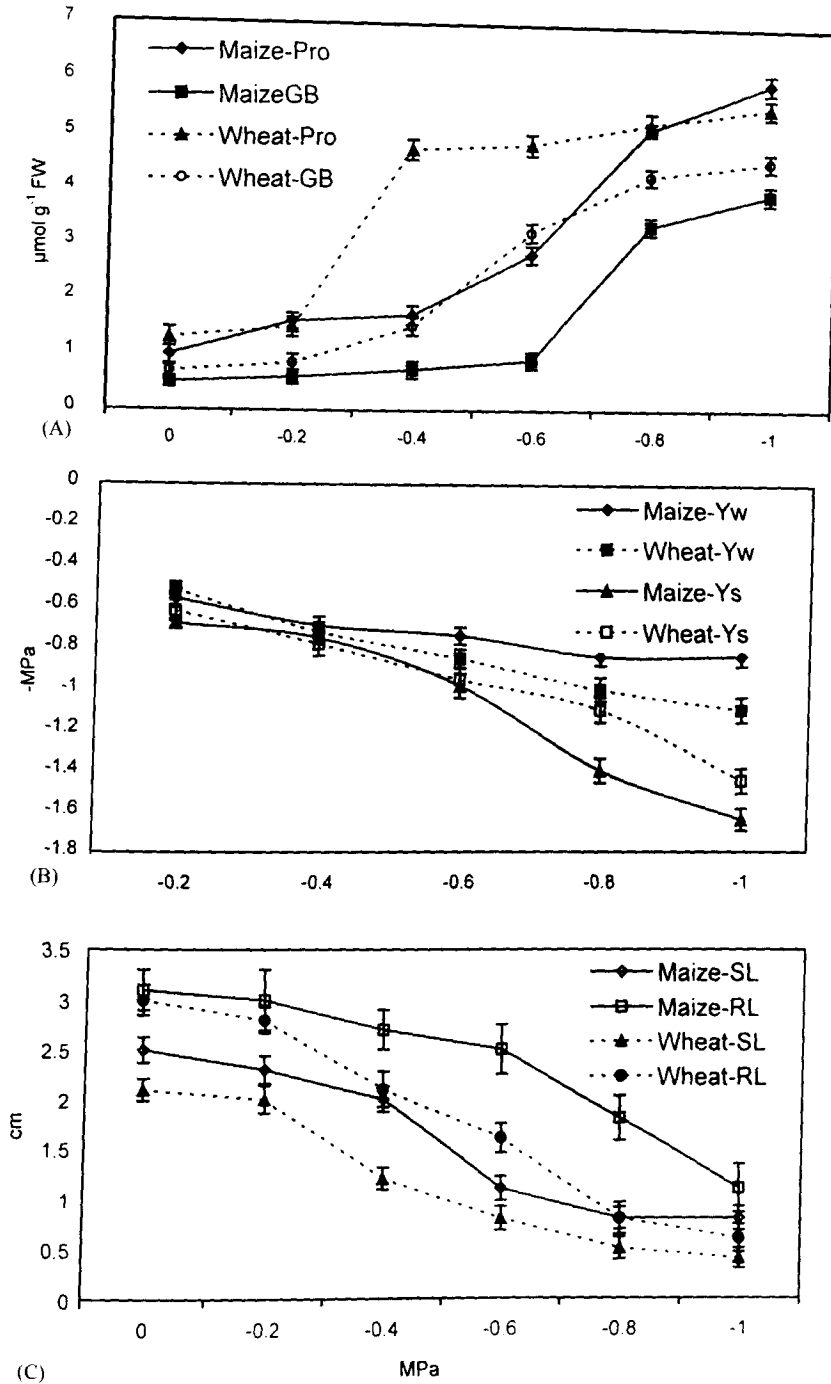 7
6
5
4
3
2
1
0
µmol g-1 FW
Maize-Pro
MaizeGB
Wheat-Pro
Wheat-GB
0 -0.2 -0.4 -0.6 -0.8 -1
(A)
0
-0.2
-0.4
-0.6
-0.8
-1
-1.2
-1.4
-1.6
-1.8
-MPa
Maize-Yw
Wheat-Yw
Maize-Ys
Wheat-Ys
-0.2 -0.4 -0.6 -0.8 -1
(B)
3.5
3
2.5
2
1.5
1
0.5
0
cm
Maize-SL
Maize-RL
Wheat-SL
Wheat-RL
0 -0.2 -0.4 -0.6 -0.8 -1
MPa
(C)